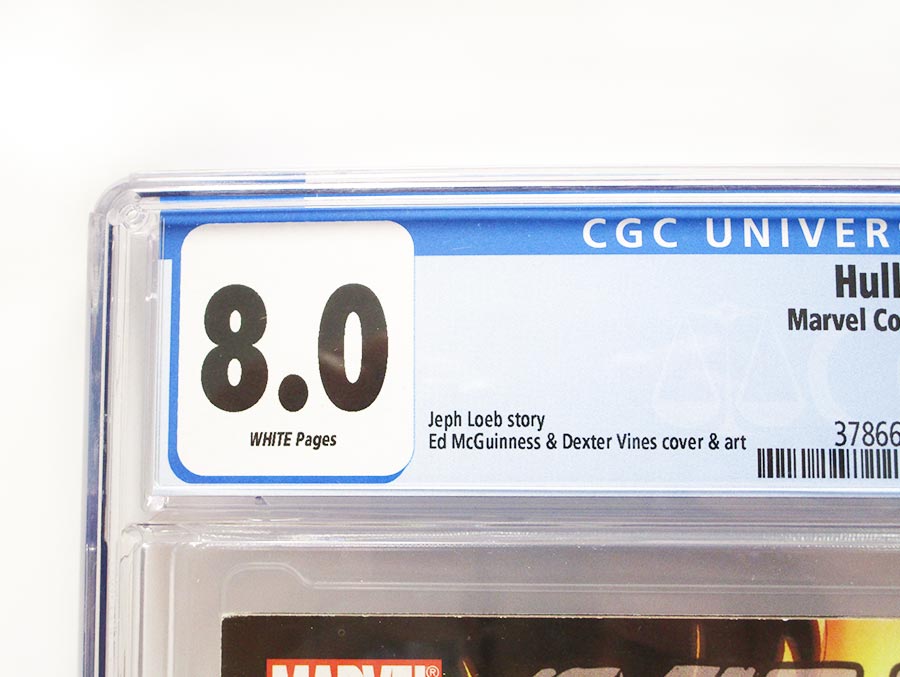 CGC UNIVERS
8.0
WHITE Pages
Hull
Marvel Co
Jeph Loeb story
Ed McGuinness & Dexter Vines cover & art
37866
MARVEL®